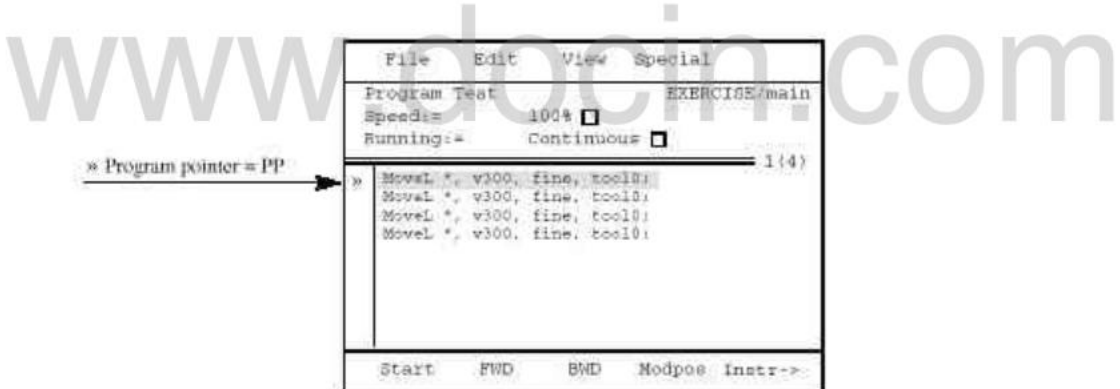 www.docin.com
File Edit View Special
Program Test EXERCISE/main
Speed:= 100%
Running:= Continuous
1(4)
» Program pointer = PP
» MoveL *, v300, fine, tool0;
MoveL *, v300, fine, tool0;
MoveL *, v300, fine, tool0;
MoveL *, v300, fine, tool0;
Start FWD BWD Modpos Instr->